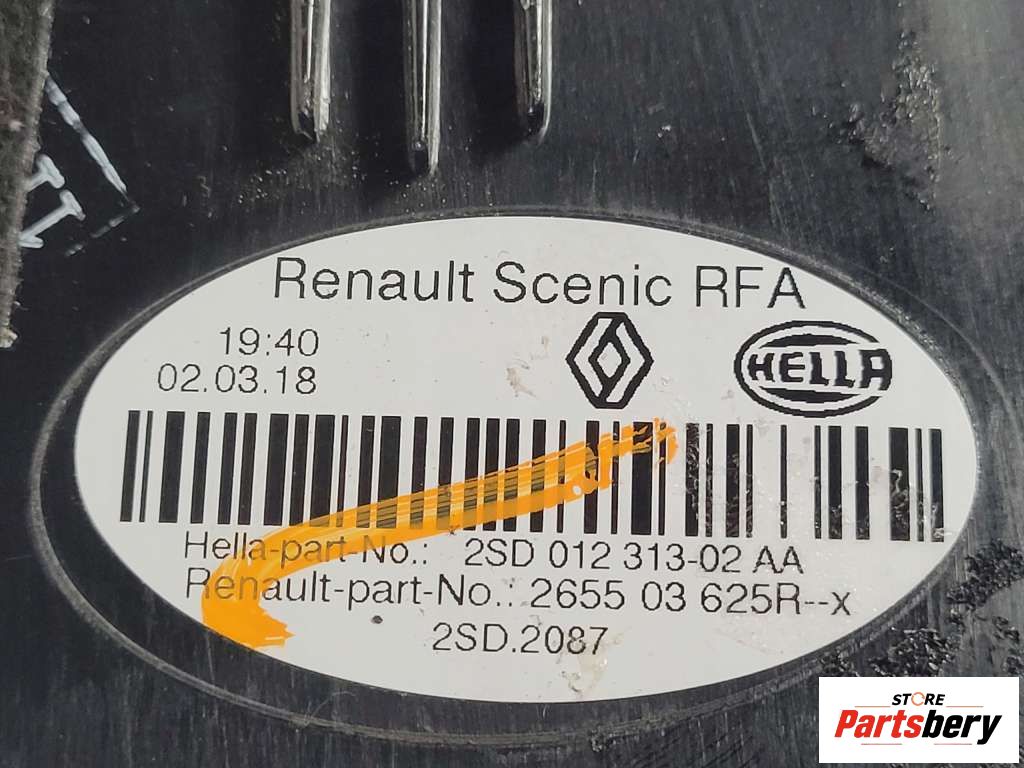 Renault Scenic RFA
19:40
02.03.18
HELLA
Hella-part-No.: 2SD 012 313-02 AA
Renault-part-No.: 2655 03 625R--x
2SD.2087
STORE
Partsbery